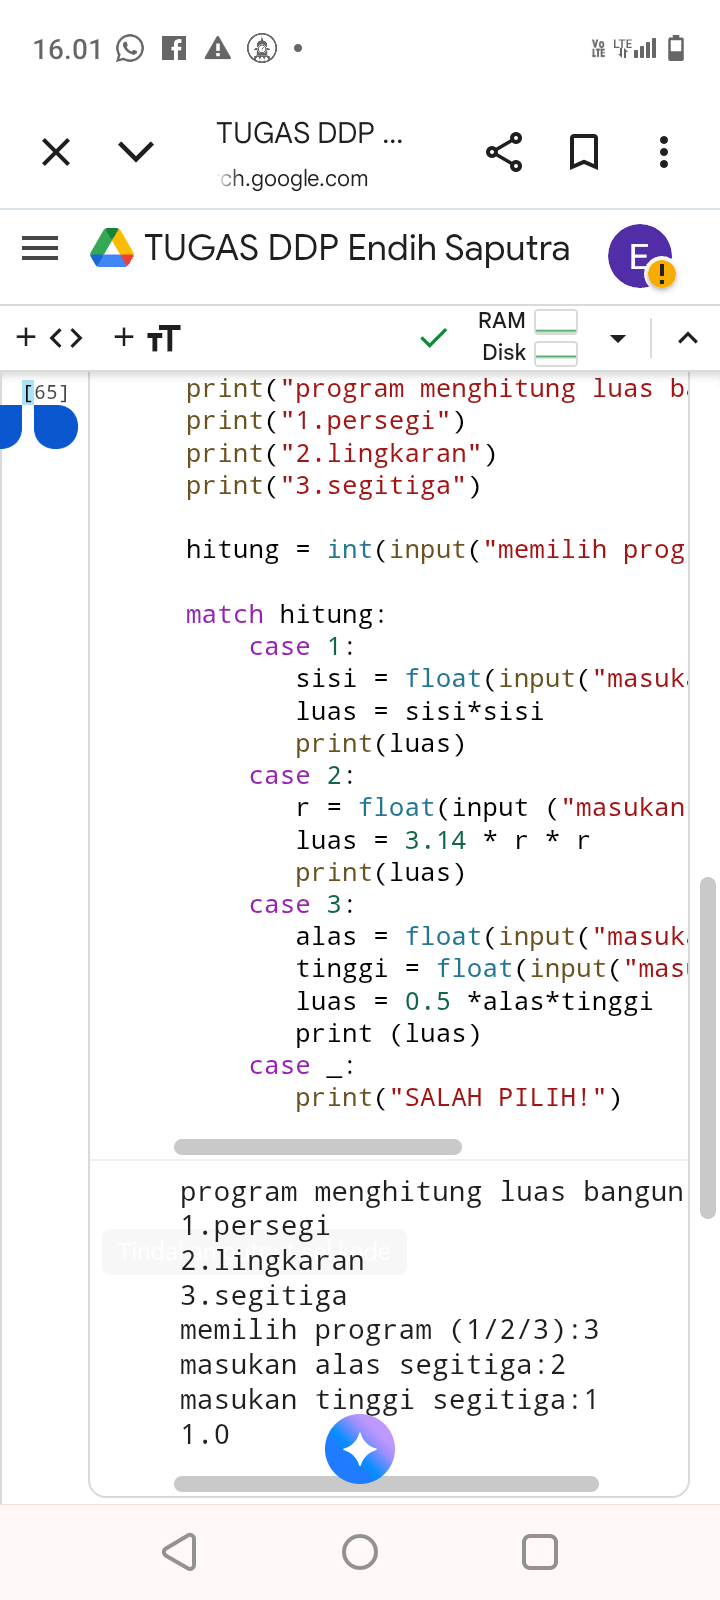 16.01
Vo LTE LTE
TUGAS DDP ...
ch.google.com
TUGAS DDP Endih Saputra
E
+ <> + TT
RAM
Disk
[65]
print("program menghitung luas b
print("1.persegi")
print("2.lingkaran")
print("3.segitiga")
hitung = int(input("memilih prog
match hitung:
case 1:
sisi = float(input("masuk
luas = sisi*sisi
print(luas)
case 2:
r = float(input ("masukan
luas = 3.14 * r * r
print(luas)
case 3:
alas = float(input("masuk
tinggi = float(input("mas
luas = 0.5 *alas*tinggi
print (luas)
case _:
print("SALAH PILIH!")
program menghitung luas bangun
1.persegi
2.lingkaran
3.segitiga
memilih program (1/2/3):3
masukan alas segitiga:2
masukan tinggi segitiga:1
1.0